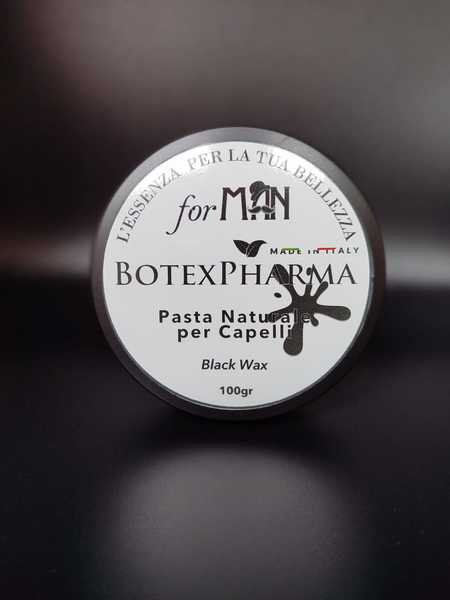 L'ESSENZA PER LA TUA BELLEZZA
for MAN
MADE IN ITALY
BOTEXPHARMA
Pasta Naturale
per Capelli
Black Wax
100gr